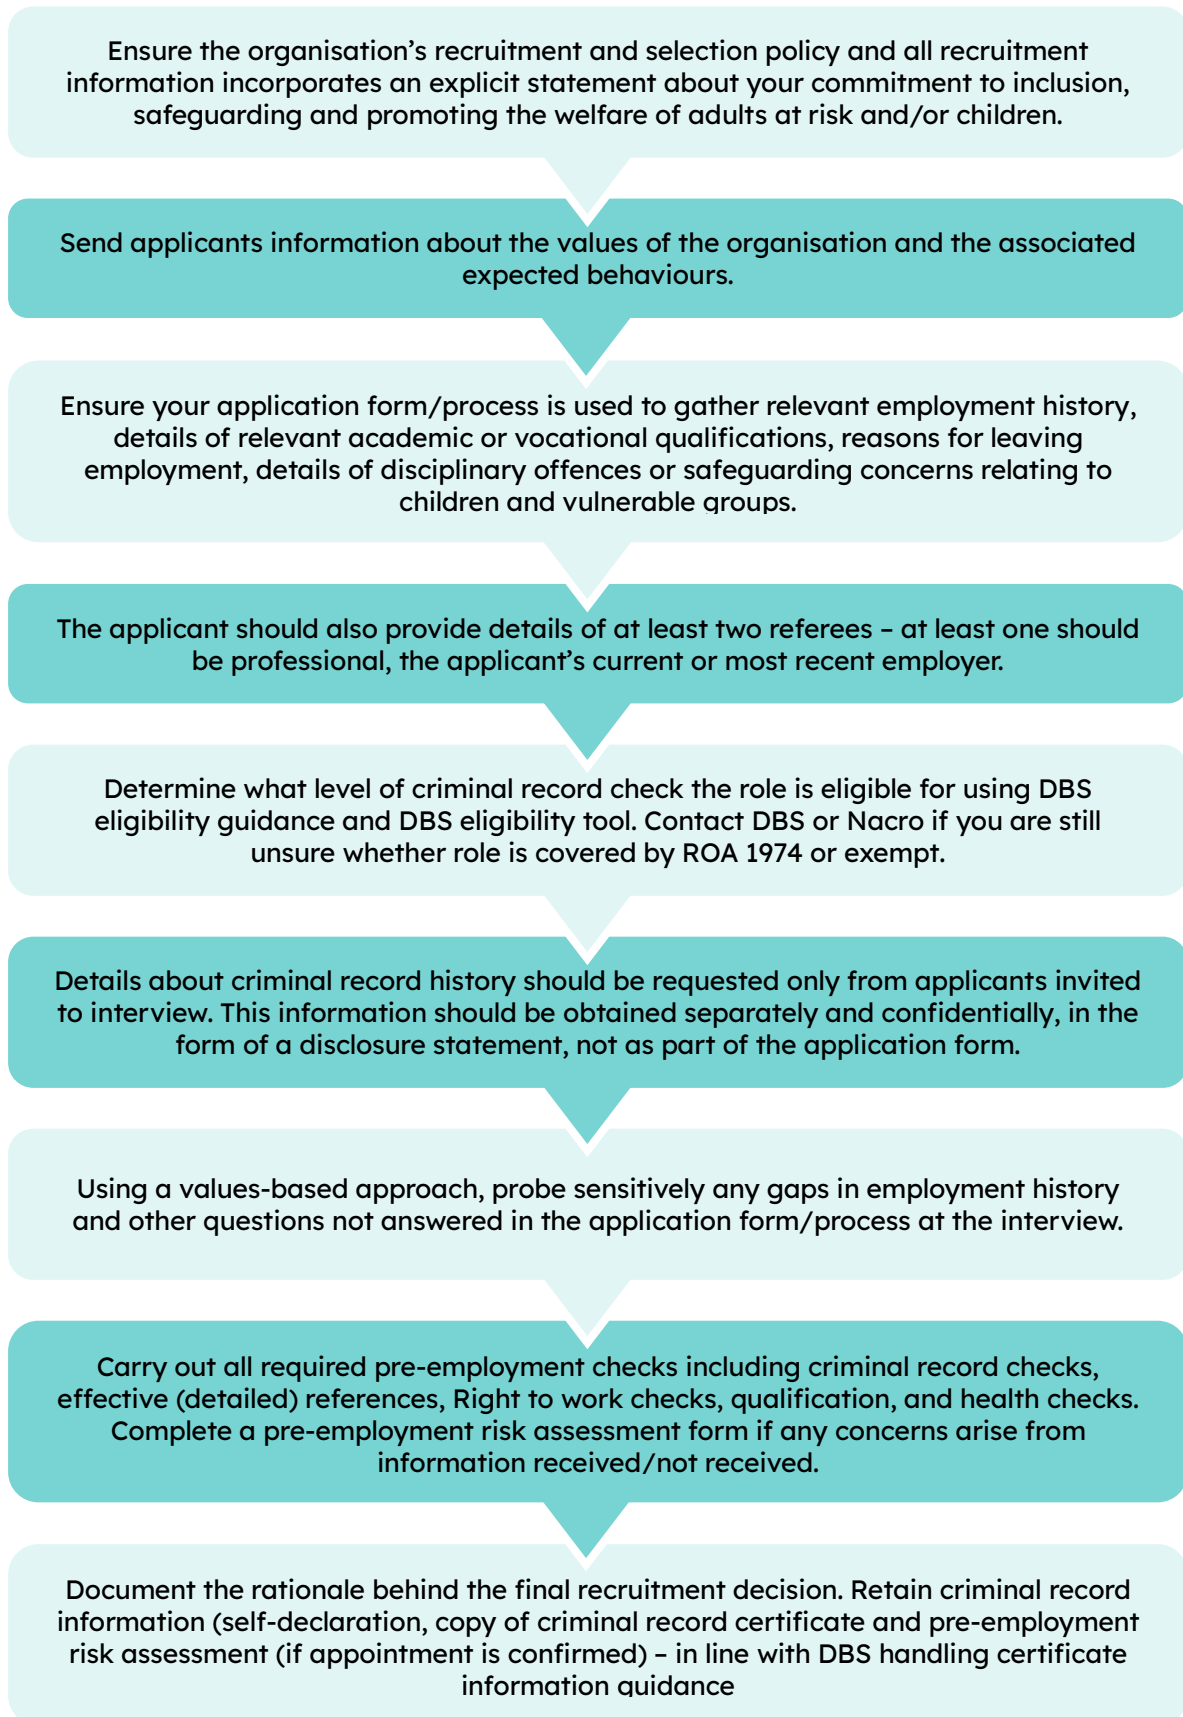 Ensure the organisation’s recruitment and selection policy and all recruitment
information incorporates an explicit statement about your commitment to inclusion,
safeguarding and promoting the welfare of adults at risk and/or children.
Send applicants information about the values of the organisation and the associated
expected behaviours.
Ensure your application form/process is used to gather relevant employment history,
details of relevant academic or vocational qualifications, reasons for leaving
employment, details of disciplinary offences or safeguarding concerns relating to
children and vulnerable groups.
The applicant should also provide details of at least two referees – at least one should
be professional, the applicant’s current or most recent employer.
Determine what level of criminal record check the role is eligible for using DBS
eligibility guidance and DBS eligibility tool. Contact DBS or Nacro if you are still
unsure whether role is covered by ROA 1974 or exempt.
Details about criminal record history should be requested only from applicants invited
to interview. This information should be obtained separately and confidentially, in the
form of a disclosure statement, not as part of the application form.
Using a values-based approach, probe sensitively any gaps in employment history
and other questions not answered in the application form/process at the interview.
Carry out all required pre-employment checks including criminal record checks,
effective (detailed) references, Right to work checks, qualification, and health checks.
Complete a pre-employment risk assessment form if any concerns arise from
information received/not received.
Document the rationale behind the final recruitment decision. Retain criminal record
information (self-declaration, copy of criminal record certificate and pre-employment
risk assessment (if appointment is confirmed) – in line with DBS handling certificate
information guidance